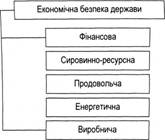 Економічна безпека держави
Фінансова
Сировинно-ресурсна
Продовольча
Енергетична
Виробнича